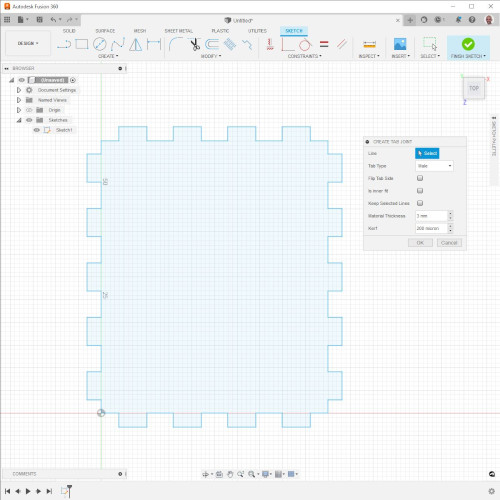 Autodesk Fusion 360
Untitled*
SOLID SURFACE MESH SHEET METAL PLASTIC UTILITIES SKETCH
DESIGN
CREATE MODIFY CONSTRAINTS INSPECT INSERT SELECT FINISH SKETCH
BROWSER
(Unsaved)
Document Settings
Named Views
Origin
Sketches
Sketch1
TOP
X
Z
SKETCH PALETTE
50
25
CREATE TAB JOINT
Line Select
Tab Type Male
Flip Tab Side
Is inner fit
Keep Selected Lines
Material Thickness 3 mm
Kerf 200 micron
OK Cancel
COMMENTS